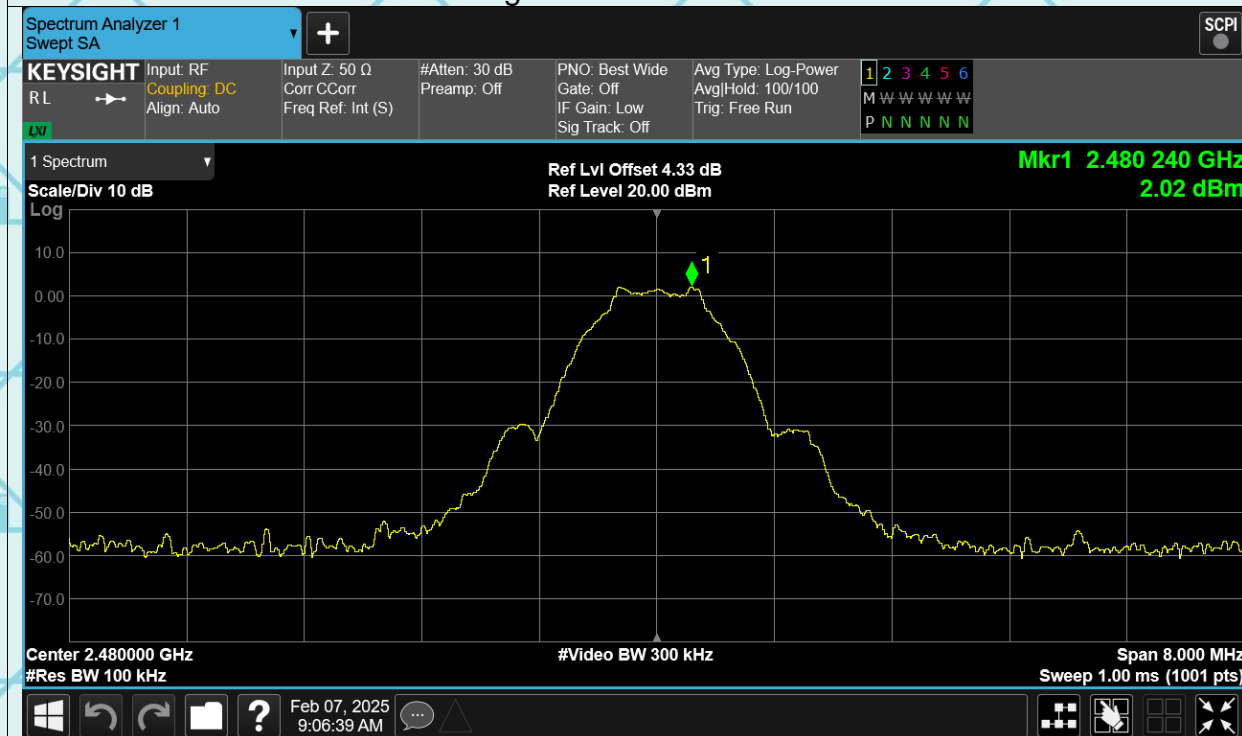 Spectrum Analyzer 1
Swept SA
+
SCPI
KEYSIGHT
RL
LXI
Input: RF
Coupling: DC
Align: Auto
Input Z: 50 Ω
Corr CCorr
Freq Ref: Int (S)
#Atten: 30 dB
Preamp: Off
PNO: Best Wide
Gate: Off
IF Gain: Low
Sig Track: Off
Avg Type: Log-Power
Avg|Hold: 100/100
Trig: Free Run
1 2 3 4 5 6
M W W W W W
P N N N N N
1 Spectrum
Scale/Div 10 dB
Log
Ref Lvl Offset 4.33 dB
Ref Level 20.00 dBm
Mkr1 2.480 240 GHz
2.02 dBm
1
10.0
0.00
-10.0
-20.0
-30.0
-40.0
-50.0
-60.0
-70.0
Center 2.480000 GHz
#Res BW 100 kHz
#Video BW 300 kHz
Span 8.000 MHz
Sweep 1.00 ms (1001 pts)
?
Feb 07, 2025
9:06:39 AM